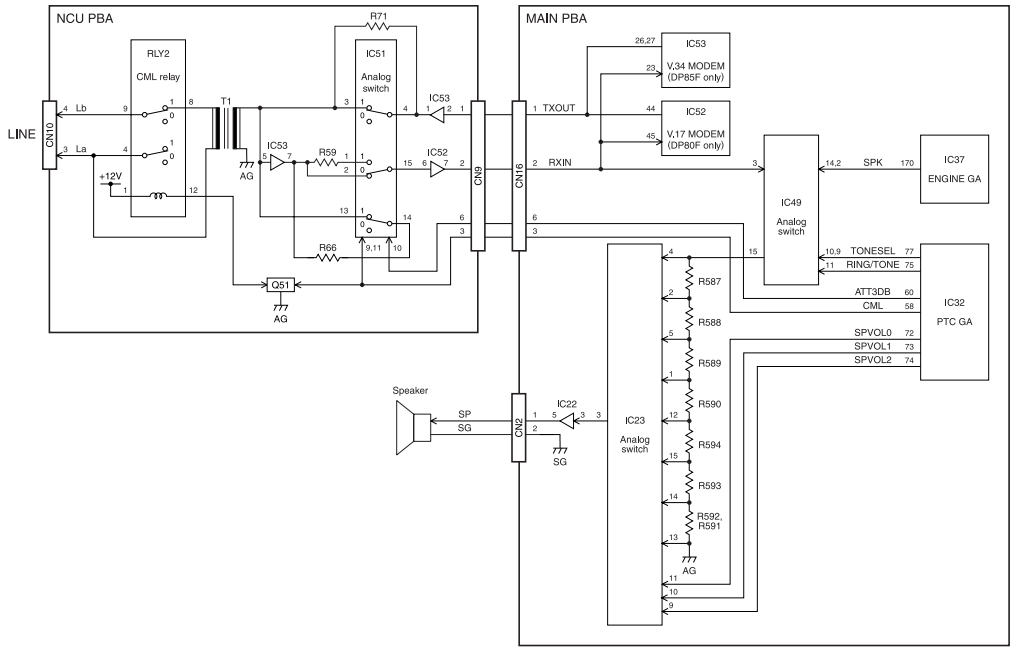 NCU PBA
R71
RLY2
CML relay
IC51
Analog
switch
T1
LINE
CN10
4 Lb 9 1 0 8
3 La 4 1 0
+12V
1 12
AG
3 1 0 4
IC53
1 2 1
IC53
5 7
R59
1
2
1
0
15
IC52
6 7 2
13 1 0 14
R66
9,11
10
6
3
Q51
AG
CN9
CN16
MAIN PBA
1 TXOUT
2 RXIN
6
3
26,27
23
IC53
V,34 MODEM
(DP85F only)
44
45
IC52
V,17 MODEM
(DP80F only)
3
IC49
Analog
switch
15
14,2 SPK 170
IC37
ENGINE GA
10,9 TONESEL 77
11 RING/TONE 75
ATT3DB 60
CML 58
SPVOL0 72
SPVOL1 73
SPVOL2 74
IC32
PTC GA
IC23
Analog
switch
4
R587
2
R588
5
R589
1
R590
12
R594
15
R593
14
R592,
R591
13
AG
11
10
9
Speaker
SP
SG
CN2
1
2
IC22
5 3 3
SG